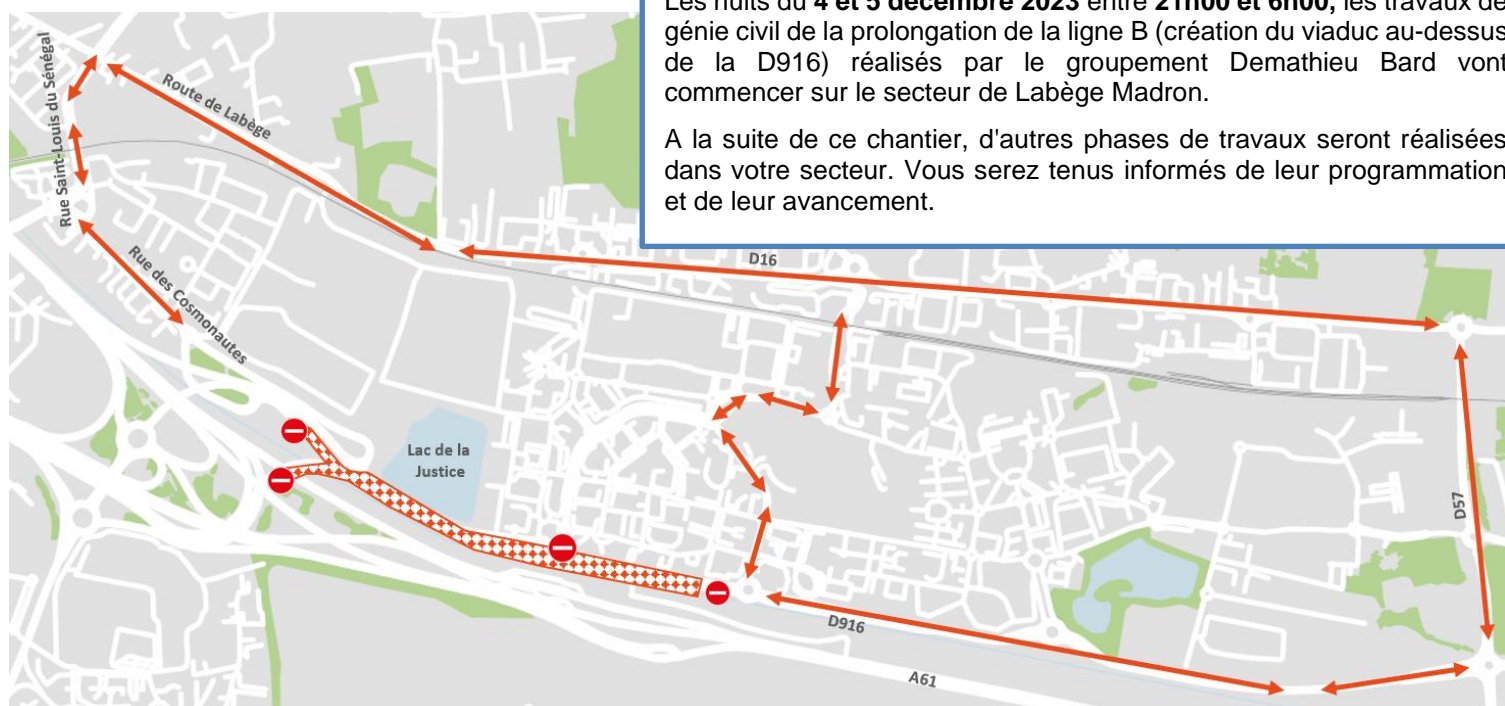 Les nuits du 4 et 5 décembre 2023 entre 21h00 et 6h00, les travaux de
génie civil de la prolongation de la ligne B (création du viaduc au-dessus
de la D916) réalisés par le groupement Demathieu Bard vont
commencer sur le secteur de Labège Madron.
A la suite de ce chantier, d'autres phases de travaux seront réalisées
dans votre secteur. Vous serez tenus informés de leur programmation
et de leur avancement.
Rue Saint-Louis du Sénégal
Route de Labège
Rue des Cosmonautes
D16
Lac de la
Justice
D57
D916
A61